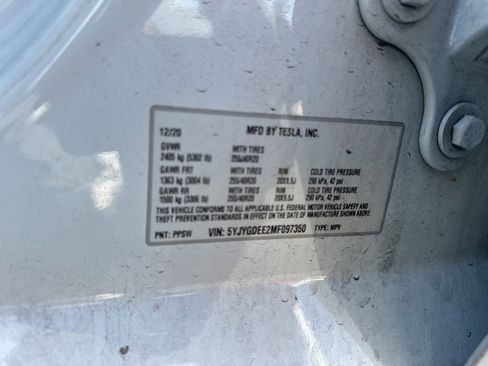 12/20 MFD BY TESLA, INC.
GVWR WITH TIRES
2405 kg (5302 lb) 255/40R20
GAWR FRT WITH TIRES RIM COLD TIRE PRESSURE
1363 kg (3004 lb) 255/40R20 20X9.5J 290 kPa, 42 psi
GAWR RR WITH TIRES RIM COLD TIRE PRESSURE
1500 kg (3306 lb) 255/40R20 20X9.5J 290 kPa, 42 psi
THIS VEHICLE CONFORMS TO ALL APPLICABLE U.S. FEDERAL MOTOR VEHICLE SAFETY AND
THEFT PREVENTION STANDARDS IN EFFECT ON THE DATE OF MANUFACTURE SHOWN ABOVE.
PNT: PPSW VIN: 5YJYGDEE2MF097350 TYPE: MPV